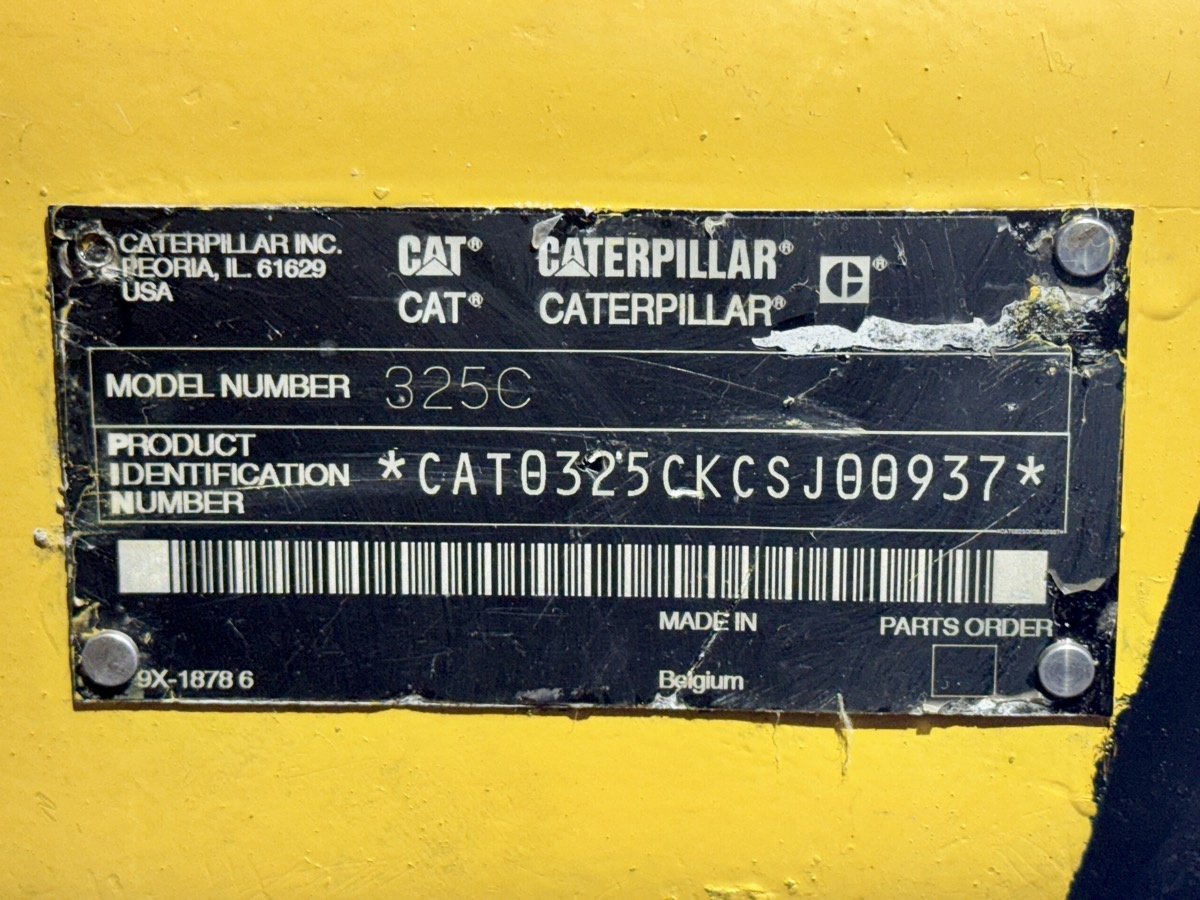 CATERPILLAR INC.
PEORIA, IL. 61629
USA
CAT® CATERPILLAR® ®
CAT® CATERPILLAR®
MODEL NUMBER 325C
PRODUCT
IDENTIFICATION
NUMBER
*CAT0325CKCSJ00937*
MADE IN
PARTS ORDER
9X-1878 6
Belgium